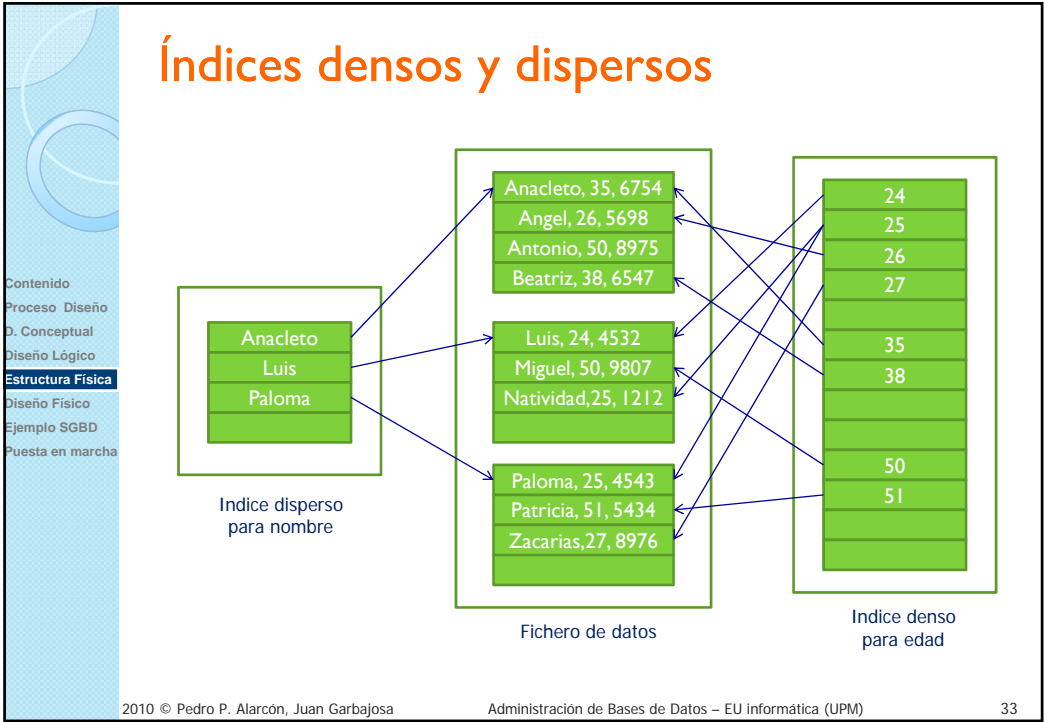 Índices densos y dispersos
Contenido
Proceso Diseño
D. Conceptual
Diseño Lógico
Estructura Física
Diseño Físico
Ejemplo SGBD
Puesta en marcha
Anacleto
Luis
Paloma
Indice disperso
para nombre
Anacleto, 35, 6754
Angel, 26, 5698
Antonio, 50, 8975
Beatriz, 38, 6547
Luis, 24, 4532
Miguel, 50, 9807
Natividad,25, 1212
Paloma, 25, 4543
Patricia, 51, 5434
Zacarias,27, 8976
Fichero de datos
24
25
26
27
35
38
50
51
Indice denso
para edad
2010 © Pedro P. Alarcón, Juan Garbajosa
Administración de Bases de Datos – EU informática (UPM)
33